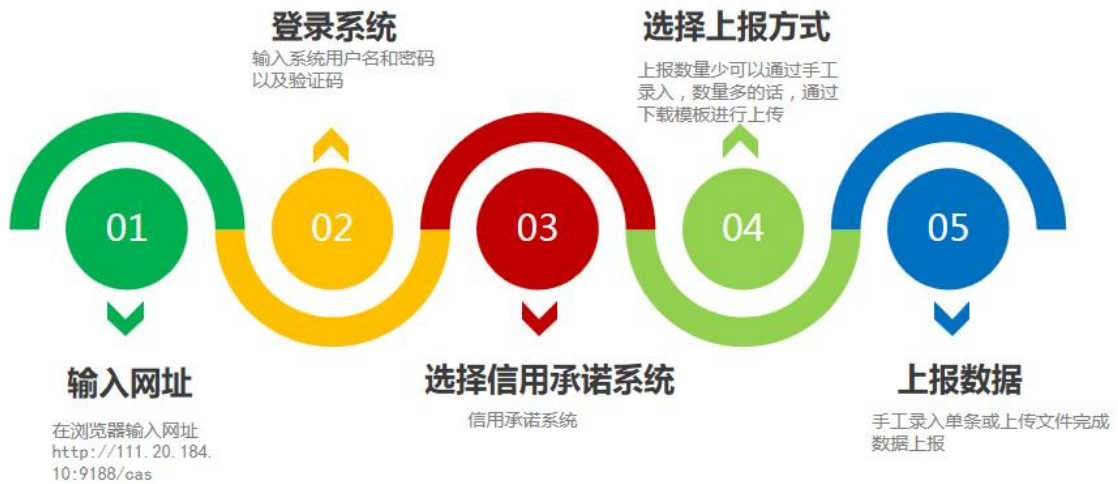 登录系统
输入系统用户名和密码
以及验证码
选择上报方式
上报数量少可以通过手工
录入，数量多的话，通过
下载模板进行上传
01
02
03
04
05
输入网址
在浏览器输入网址
http://111.20.184.
10:9188/cas
选择信用承诺系统
信用承诺系统
上报数据
手工录入单条或上传文件完成
数据上报